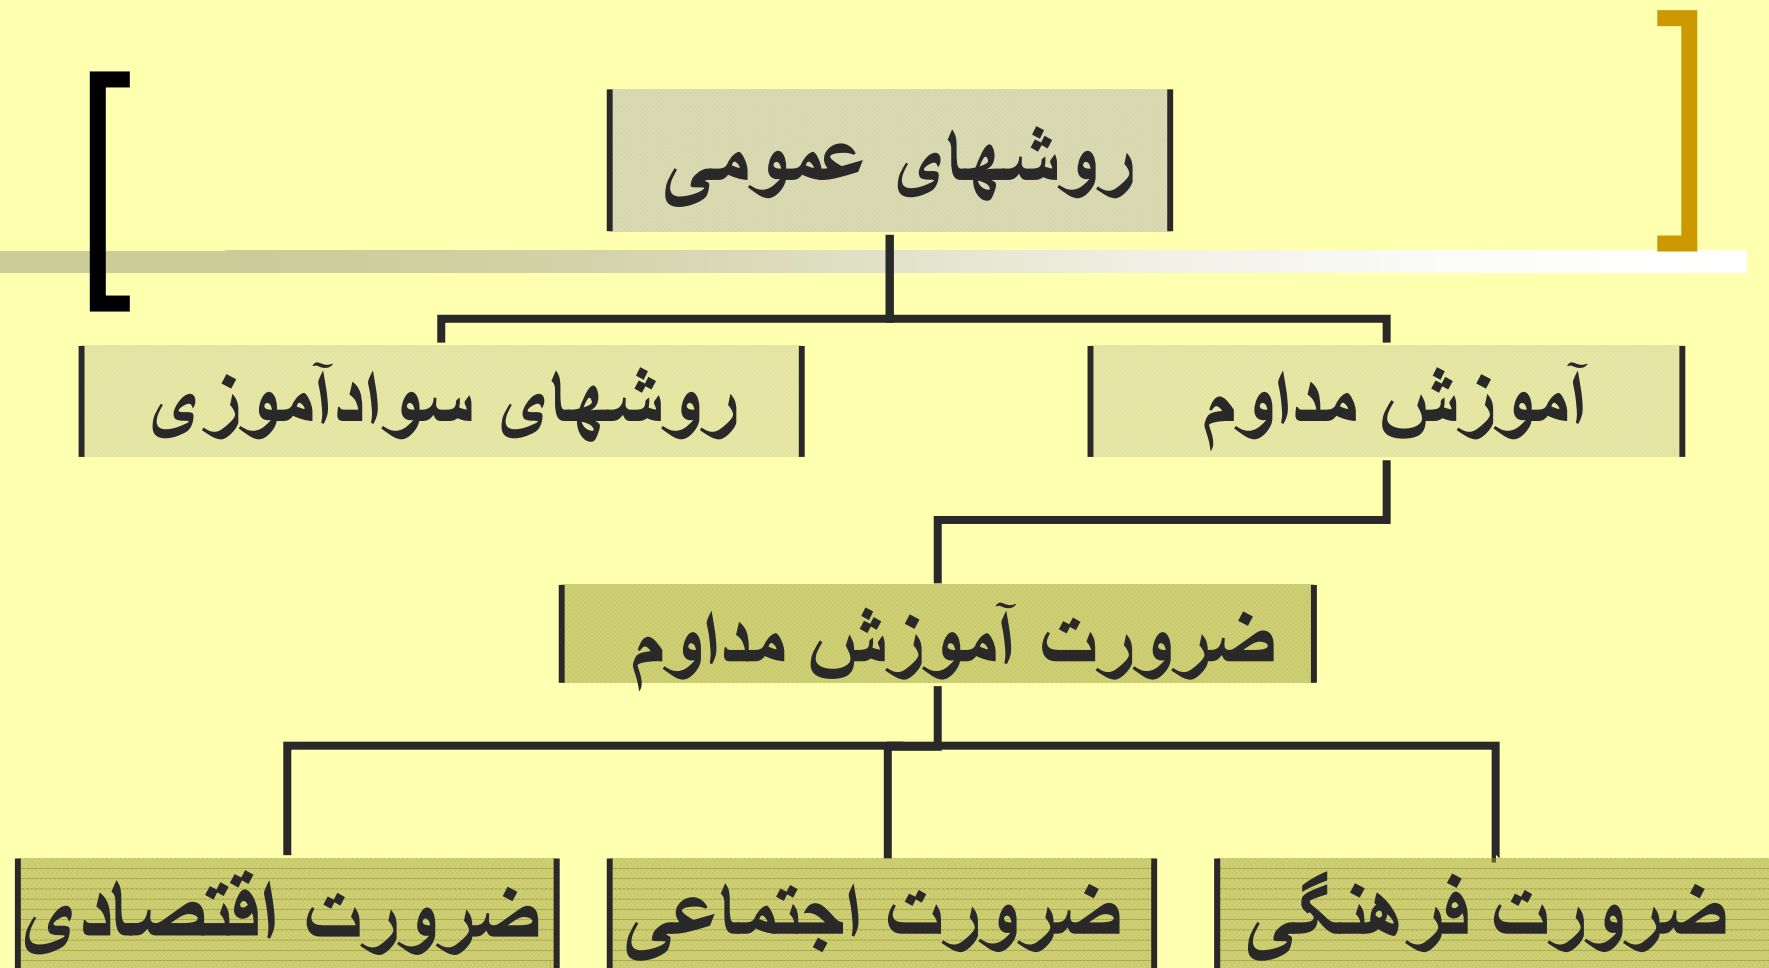 روشهای عمومی
آموزش مداوم
روشهای سوادآموزی
ضرورت آموزش مداوم
ضرورت فرهنگی
ضرورت اجتماعی
ضرورت اقتصادی